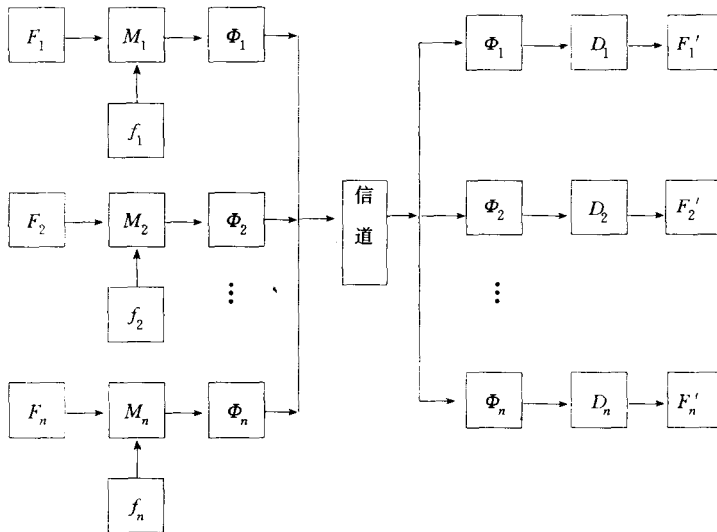 F₁ M₁ Φ₁ Φ₁ D₁ F₁′
f₁
F₂ M₂ Φ₂ 信道 Φ₂ D₂ F₂′
f₂ ⋮ ⋮
Fₙ Mₙ Φₙ Φₙ Dₙ Fₙ′
fₙ